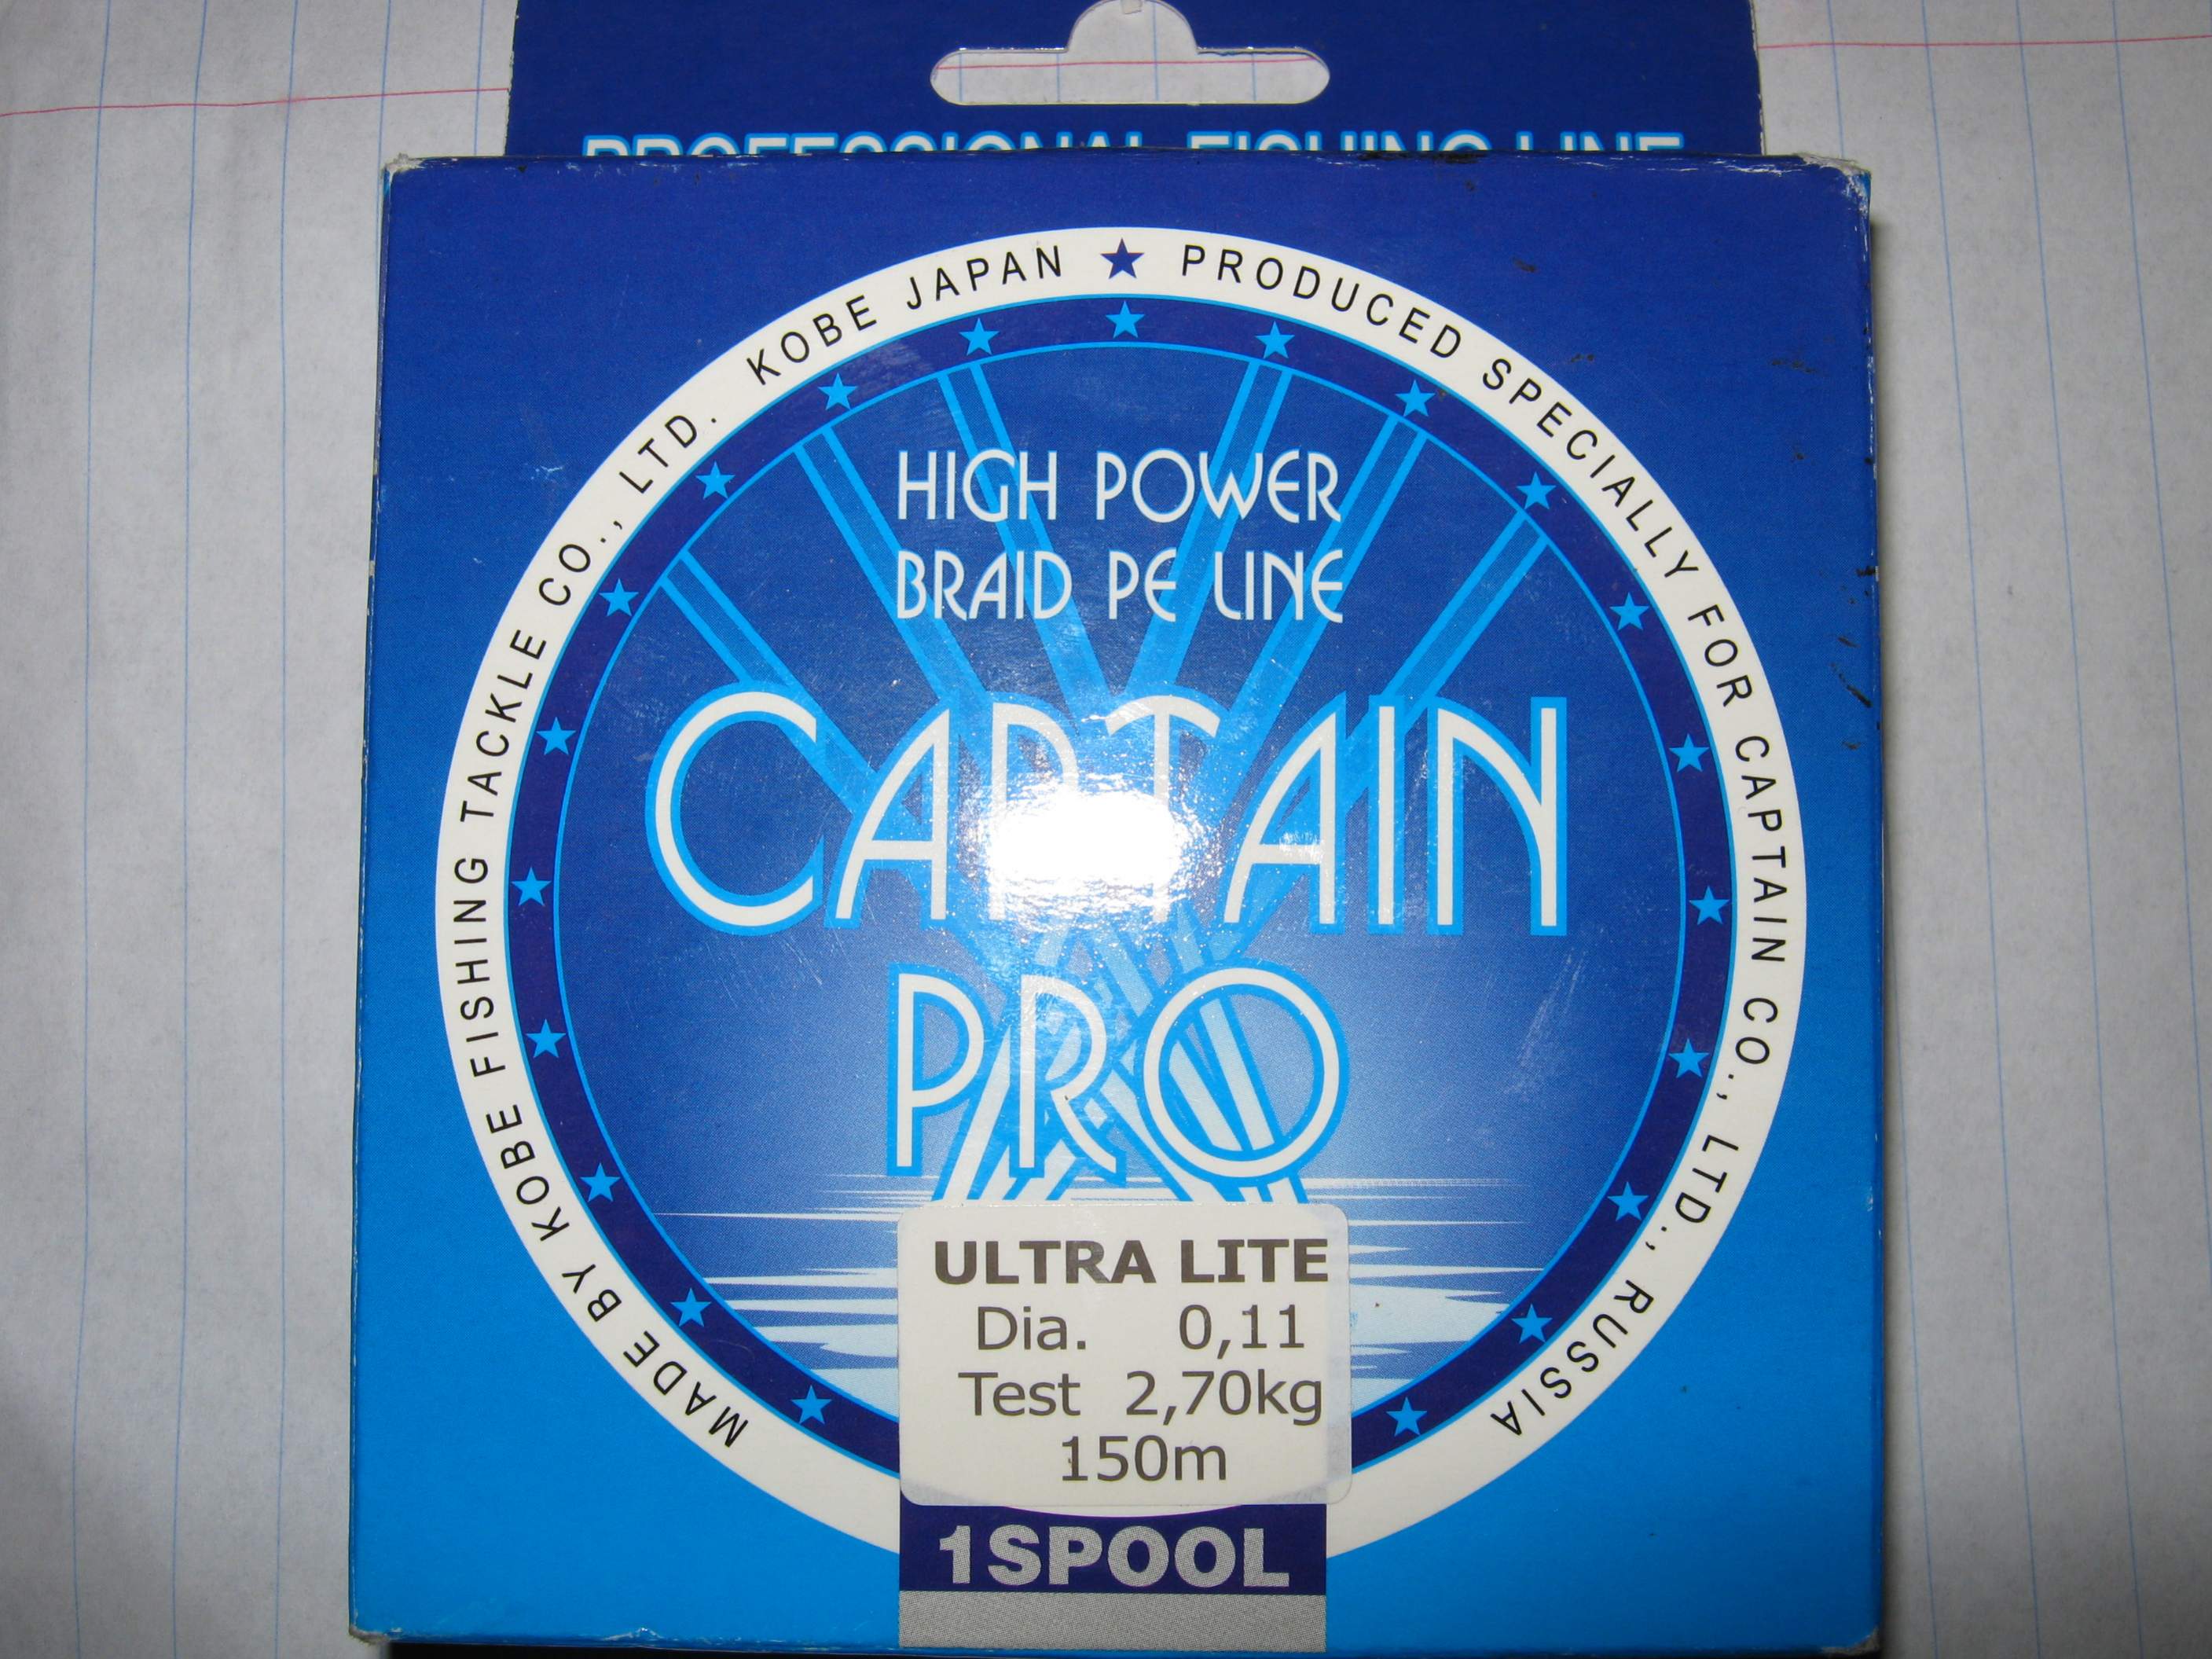 PROFESSIONAL FISHING LINE
MADE BY KOBE FISHING TACKLE CO., LTD. KOBE JAPAN ★ PRODUCED SPECIALLY FOR CAPTAIN CO., LTD., RUSSIA
HIGH POWER
BRAID PE LINE
CAPTAIN
PRO
ULTRA LITE
Dia. 0,11
Test 2,70kg
150m
1SPOOL